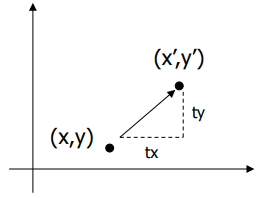 (x′,y′)
ty
(x,y)
tx